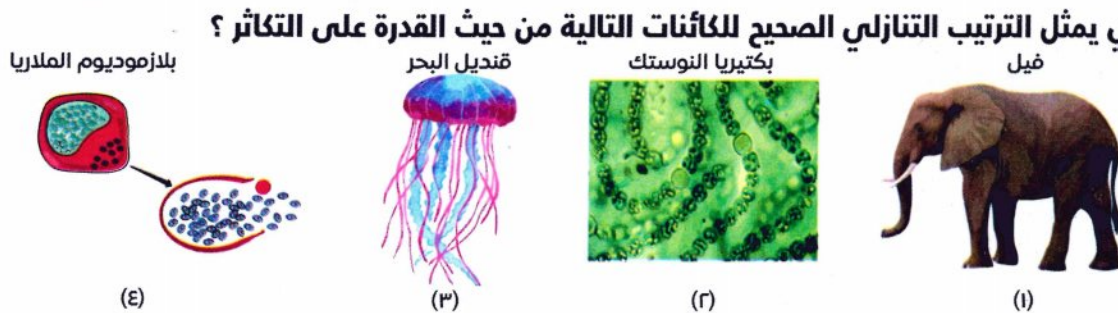 ي يمثل الترتيب التنازلي الصحيح للكائنات التالية من حيث القدرة على التكاثر ؟
فيل
بكتيريا النوستك
قنديل البحر
بلازموديوم الملاريا
(١)
(٢)
(٣)
(٤)